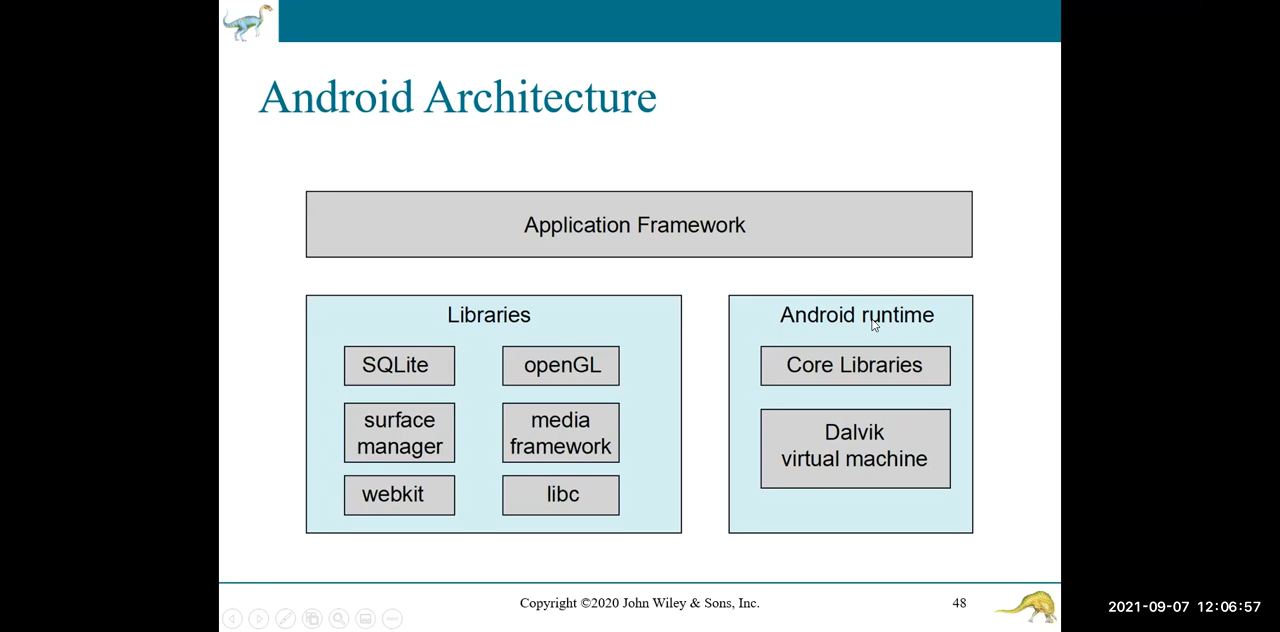 Android Architecture
Application Framework
Libraries
SQLite
openGL
surface
manager
media
framework
webkit
libc
Android runtime
Core Libraries
Dalvik
virtual machine
Copyright ©2020 John Wiley & Sons, Inc.
48
2021-09-07 12:06:57